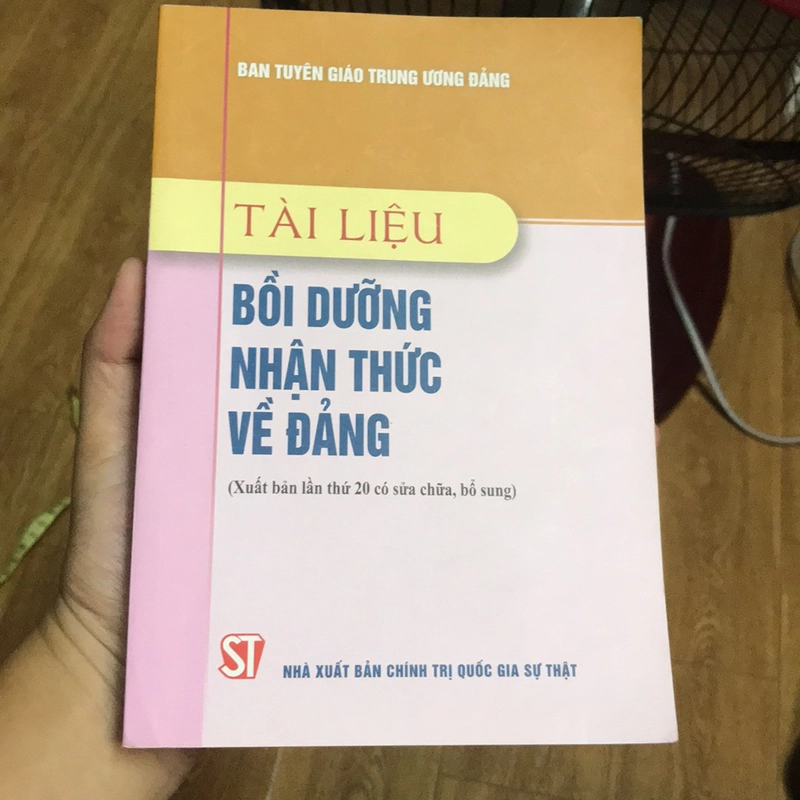 BAN TUYÊN GIÁO TRUNG ƯƠNG ĐẢNG
TÀI LIỆU
BỒI DƯỠNG
NHẬN THỨC
VỀ ĐẢNG
(Xuất bản lần thứ 20 có sửa chữa, bổ sung)
ST
NHÀ XUẤT BẢN CHÍNH TRỊ QUỐC GIA SỰ THẬT